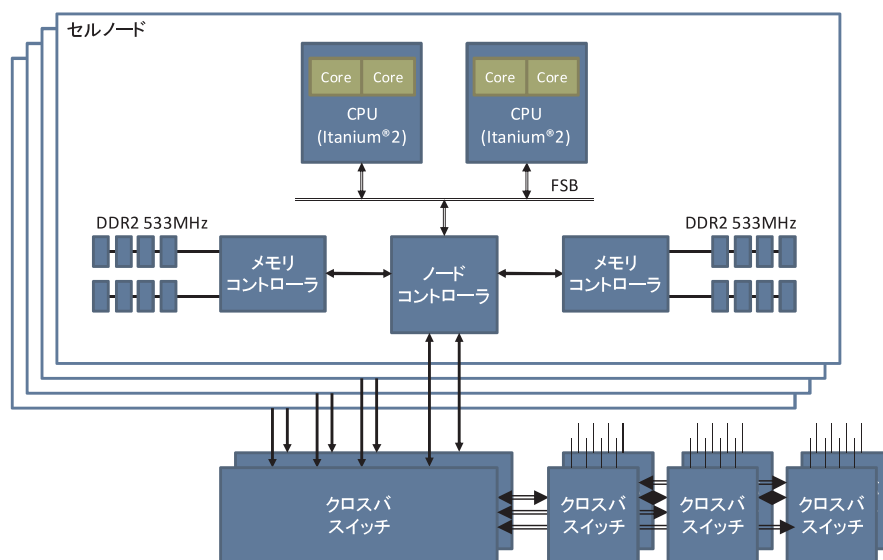 セルノード
Core Core
CPU
(Itanium®2)
Core Core
CPU
(Itanium®2)
FSB
DDR2 533MHz
DDR2 533MHz
メモリ
コントローラ
ノード
コントローラ
メモリ
コントローラ
クロスバ
スイッチ
クロスバ
スイッチ
クロスバ
スイッチ
クロスバ
スイッチ